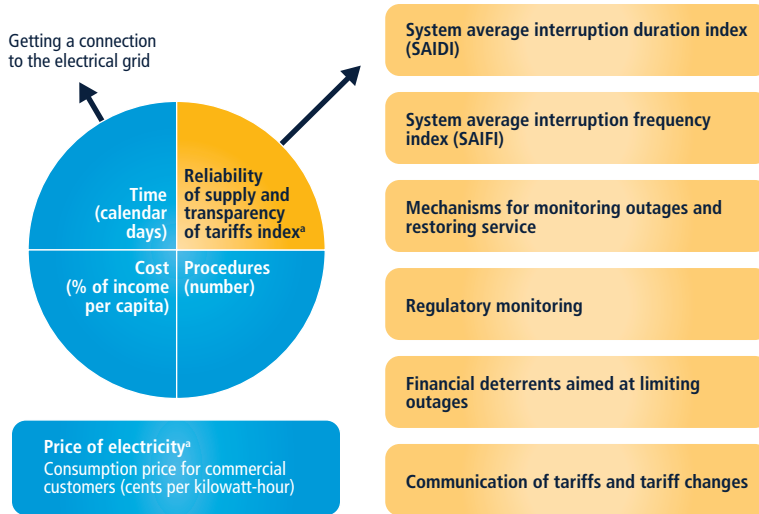 Getting a connection
to the electrical grid
Time
(calendar
days)
Reliability
of supply and
transparency
of tariffs indexᵃ
Cost
(% of income
per capita)
Procedures
(number)
Price of electricityᵃ
Consumption price for commercial
customers (cents per kilowatt-hour)
System average interruption duration index
(SAIDI)
System average interruption frequency
index (SAIFI)
Mechanisms for monitoring outages and
restoring service
Regulatory monitoring
Financial deterrents aimed at limiting
outages
Communication of tariffs and tariff changes